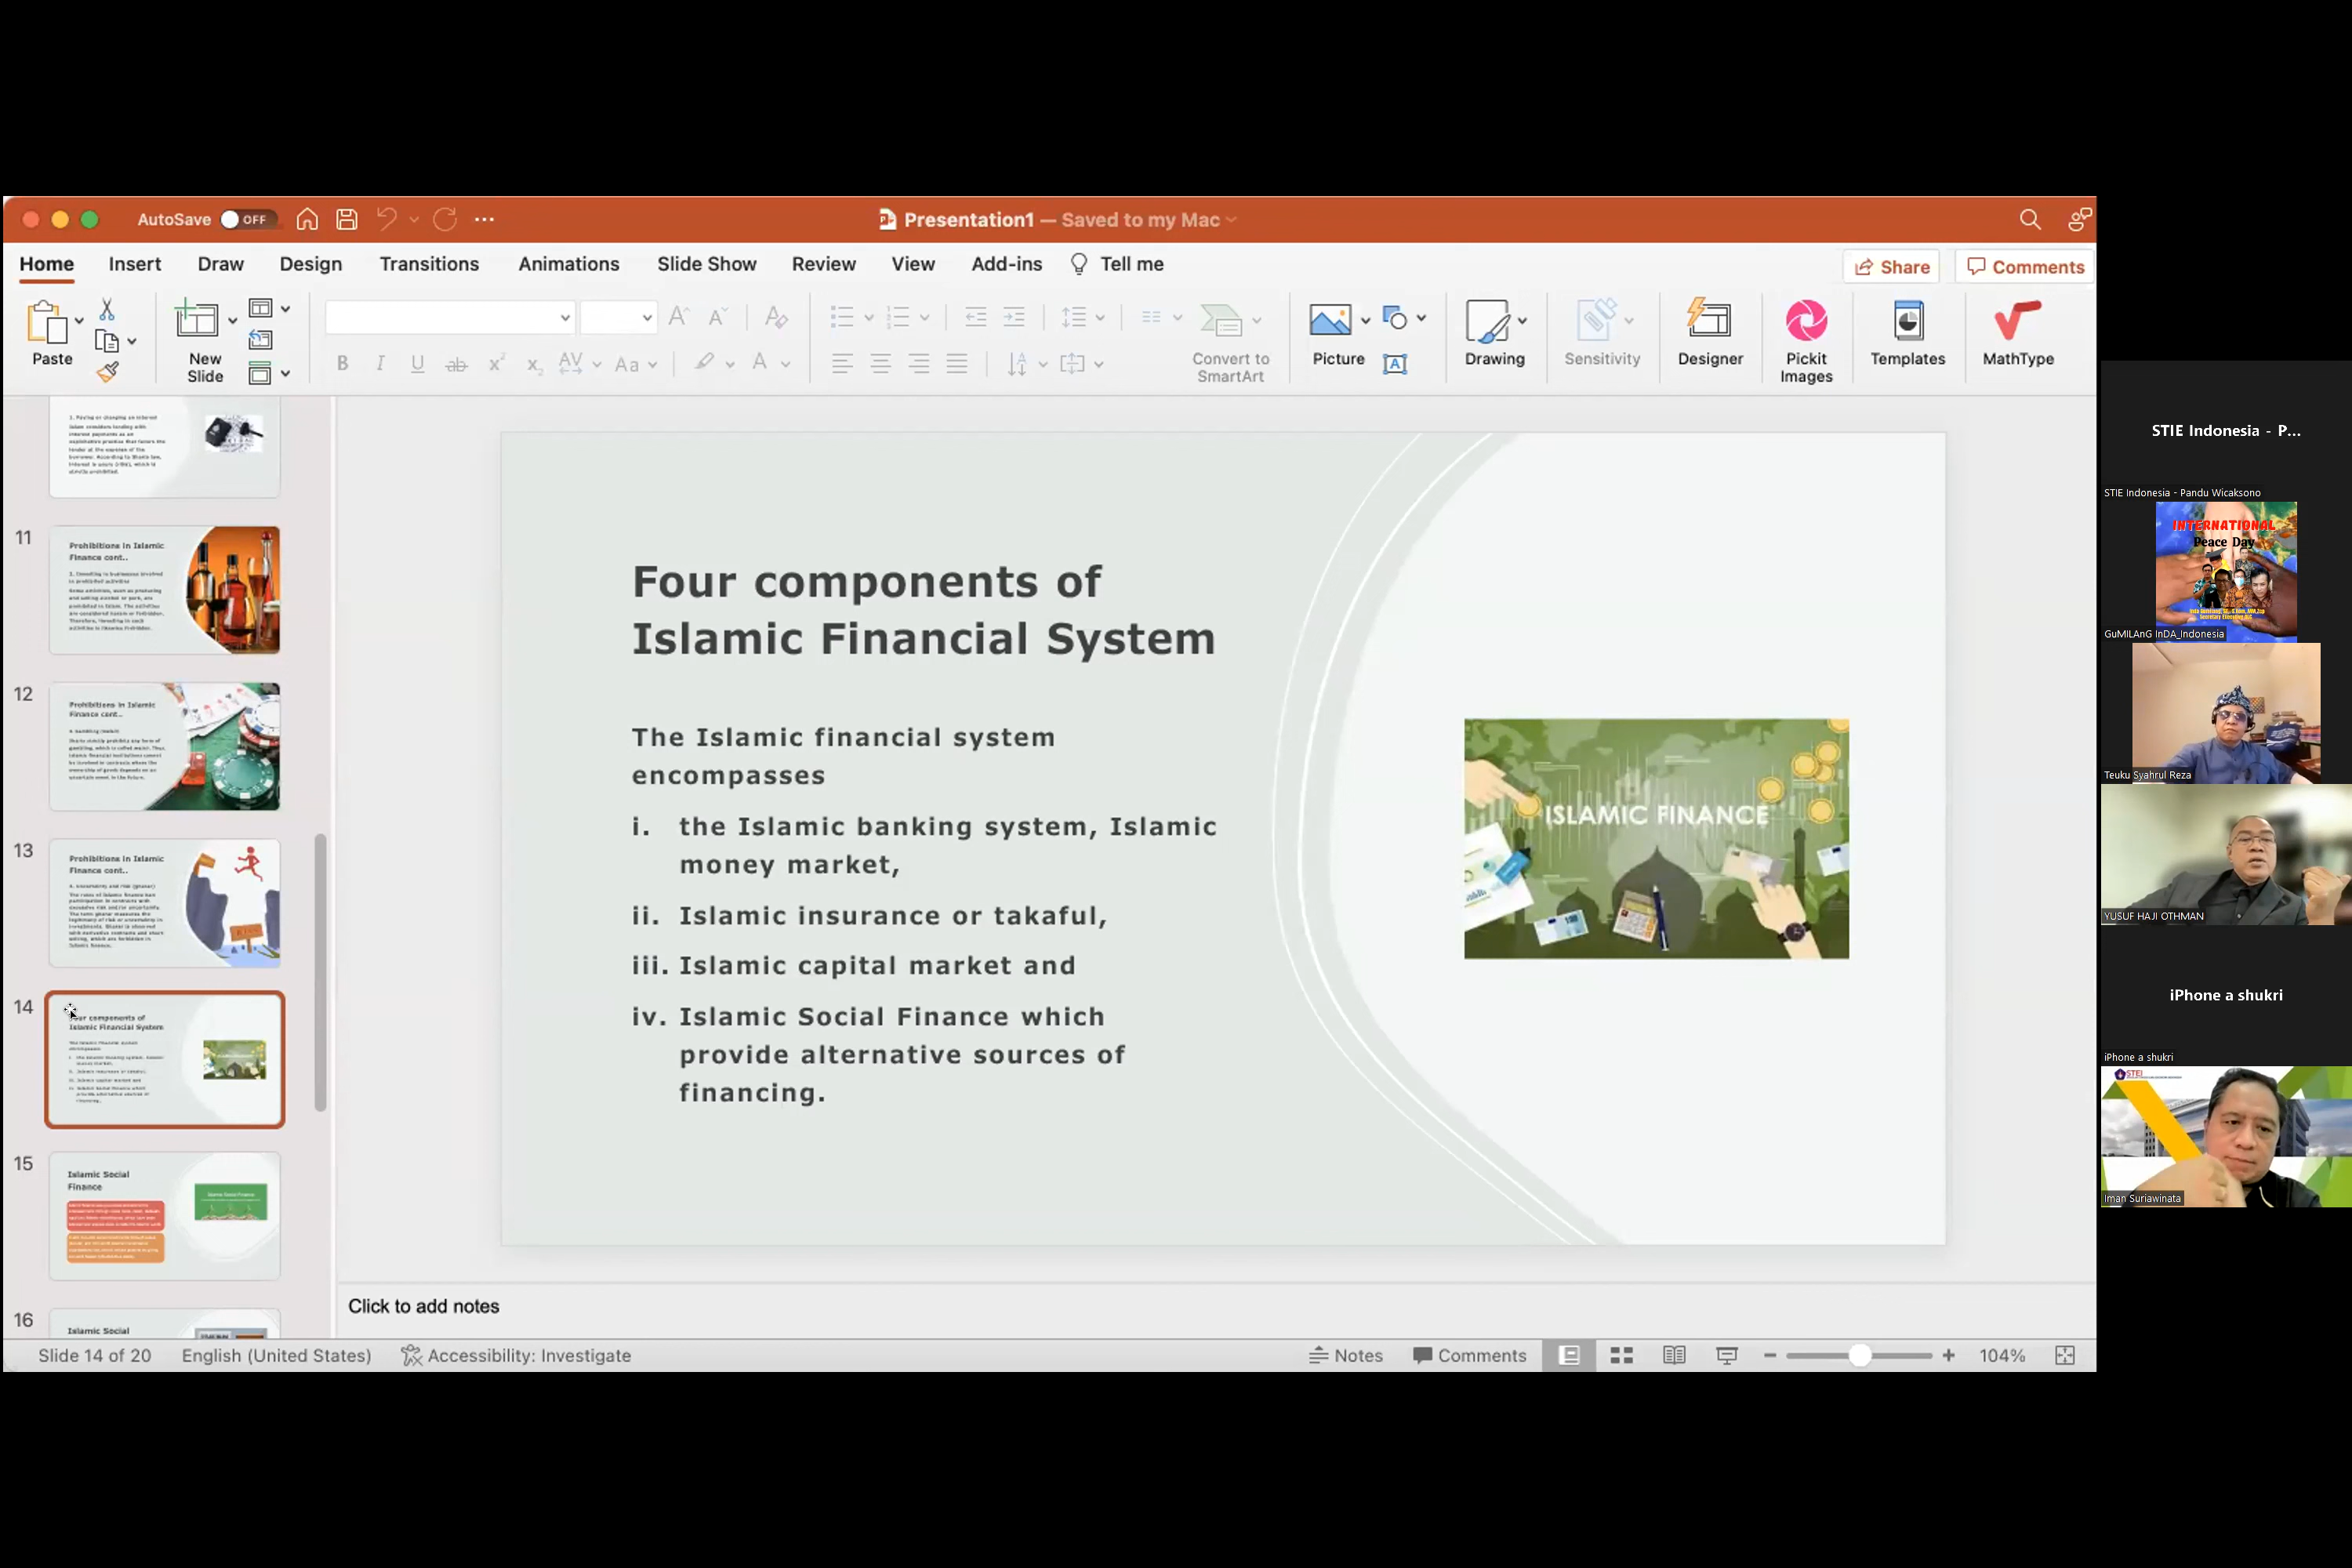 AutoSave OFF
Presentation1 — Saved to my Mac
Home Insert Draw Design Transitions Animations Slide Show Review View Add-ins Tell me Share Comments
Paste
New Slide
Convert to SmartArt
Picture
Drawing
Sensitivity
Designer
Pickit Images
Templates
MathType
11
Prohibitions in Islamic
Finance cont..
12
Prohibitions in Islamic
Finance cont..
13
Prohibitions in Islamic
Finance cont..
14
Four components of
Islamic Financial System
15
Islamic Social
Finance
16
Islamic Social
Four components of
Islamic Financial System
The Islamic financial system
encompasses
i. the Islamic banking system, Islamic
money market,
ii. Islamic insurance or takaful,
iii. Islamic capital market and
iv. Islamic Social Finance which
provide alternative sources of
financing.
ISLAMIC FINANCE
Click to add notes
Slide 14 of 20 English (United States) Accessibility: Investigate Notes Comments 104%
STIE Indonesia - P...
STIE Indonesia - Pandu Wicaksono
INTERNATIONAL
Peace Day
GuMILAnG InDA_Indonesia
Teuku Syahrul Reza
YUSUF HAJI OTHMAN
iPhone a shukri
iPhone a shukri
STEI
Iman Suriawinata